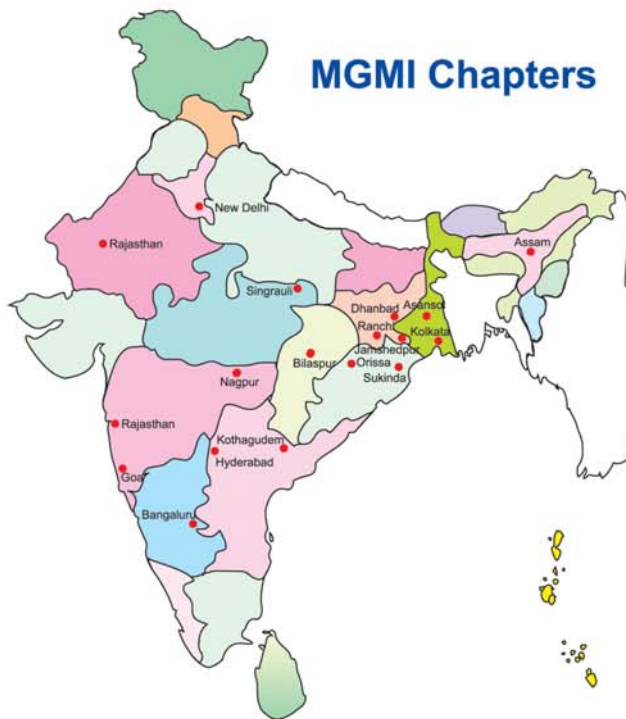 MGMI Chapters
New Delhi
Rajasthan
Assam
Singrauli
Dhanbad
Asansol
Ranchi
Kolkata
Jamshedpur
Bilaspur
Orissa
Nagpur
Sukinda
Rajasthan
Kothagudem
Hyderabad
Goa
Bangaluru